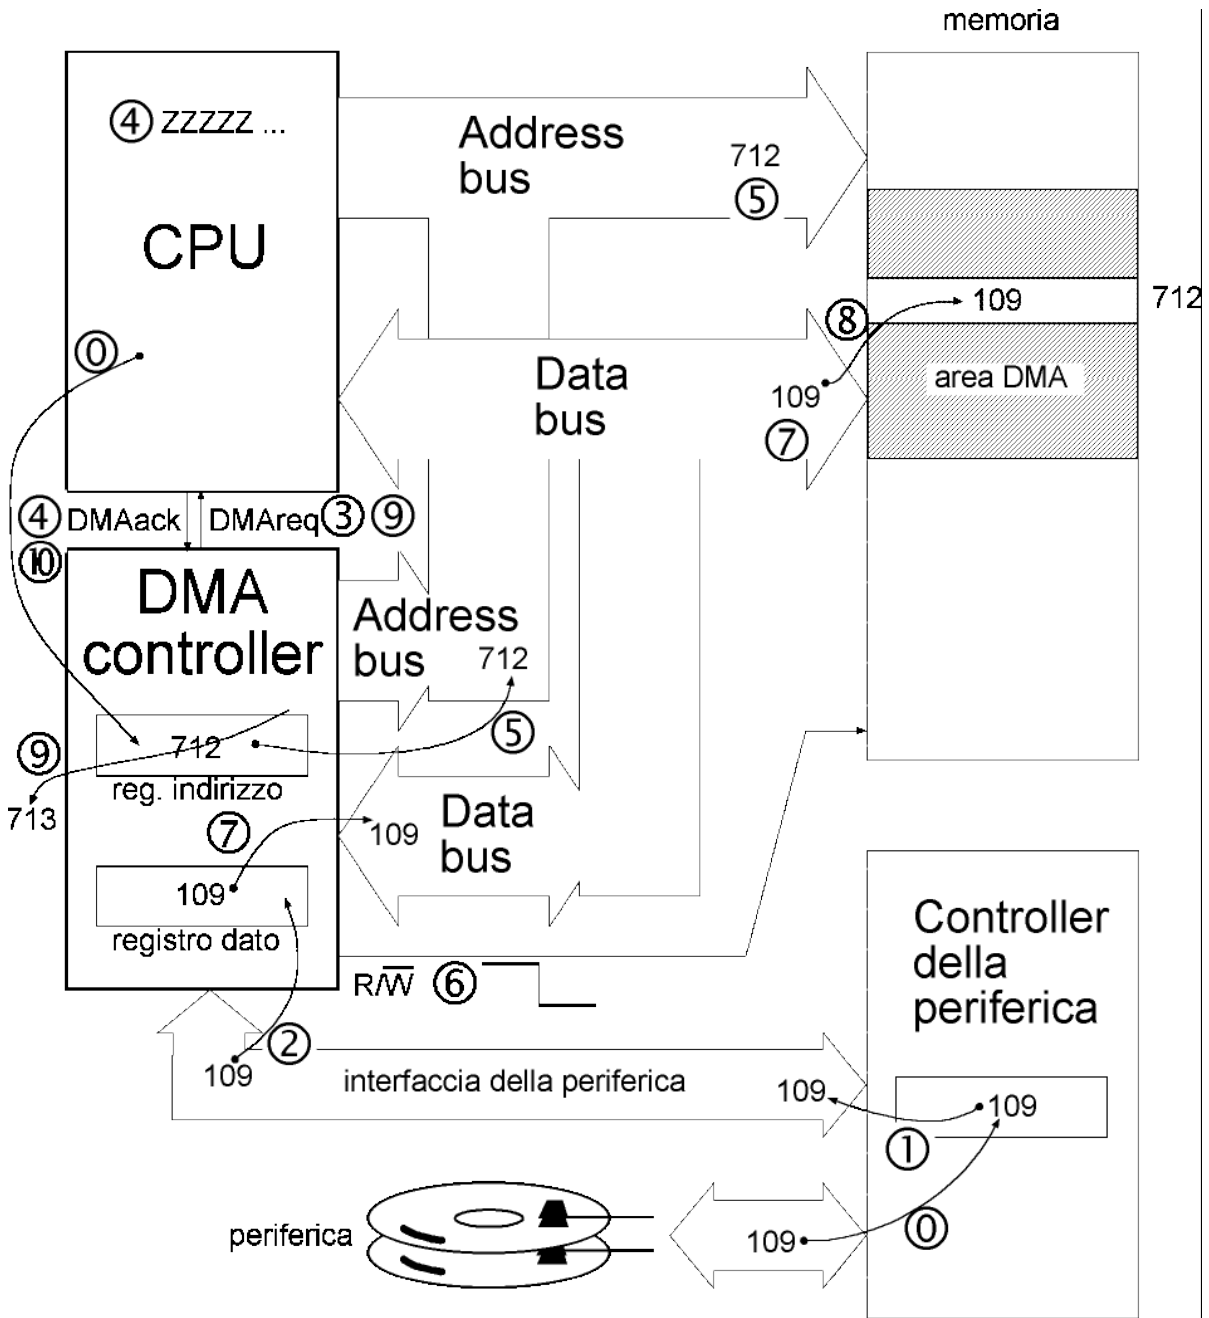 memoria
④ ZZZZZ ...
Address
bus
712
⑤
CPU
⑧
109
712
⓪
Data
bus
109
area DMA
⑦
④ DMAack
DMAreq ③ ⑨
⑩
DMA
controller
Address
bus
712
⑤
712
⑨
reg. indirizzo
713
⑦
109
Data
bus
109
registro dato
R/W̅ ⑥
Controller
della
periferica
②
109
interfaccia della periferica
109
109
①
periferica
109
⓪